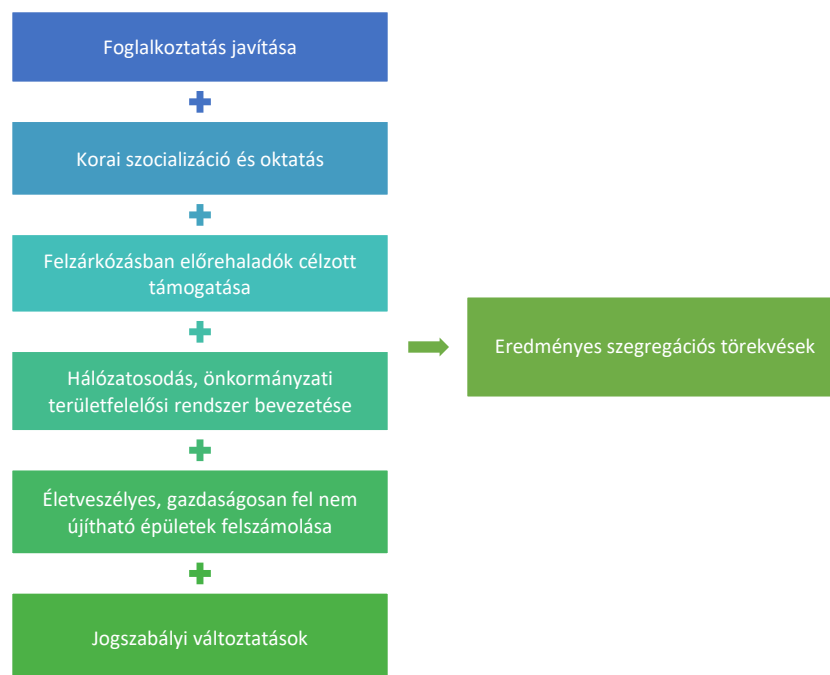 Foglalkoztatás javítása
Korai szocializáció és oktatás
Felzárkózásban előrehaladók célzott
támogatása
Hálózatosodás, önkormányzati
területfelelősi rendszer bevezetése
Életveszélyes, gazdaságosan fel nem
újítható épületek felszámolása
Jogszabályi változtatások
Eredményes szegregációs törekvések